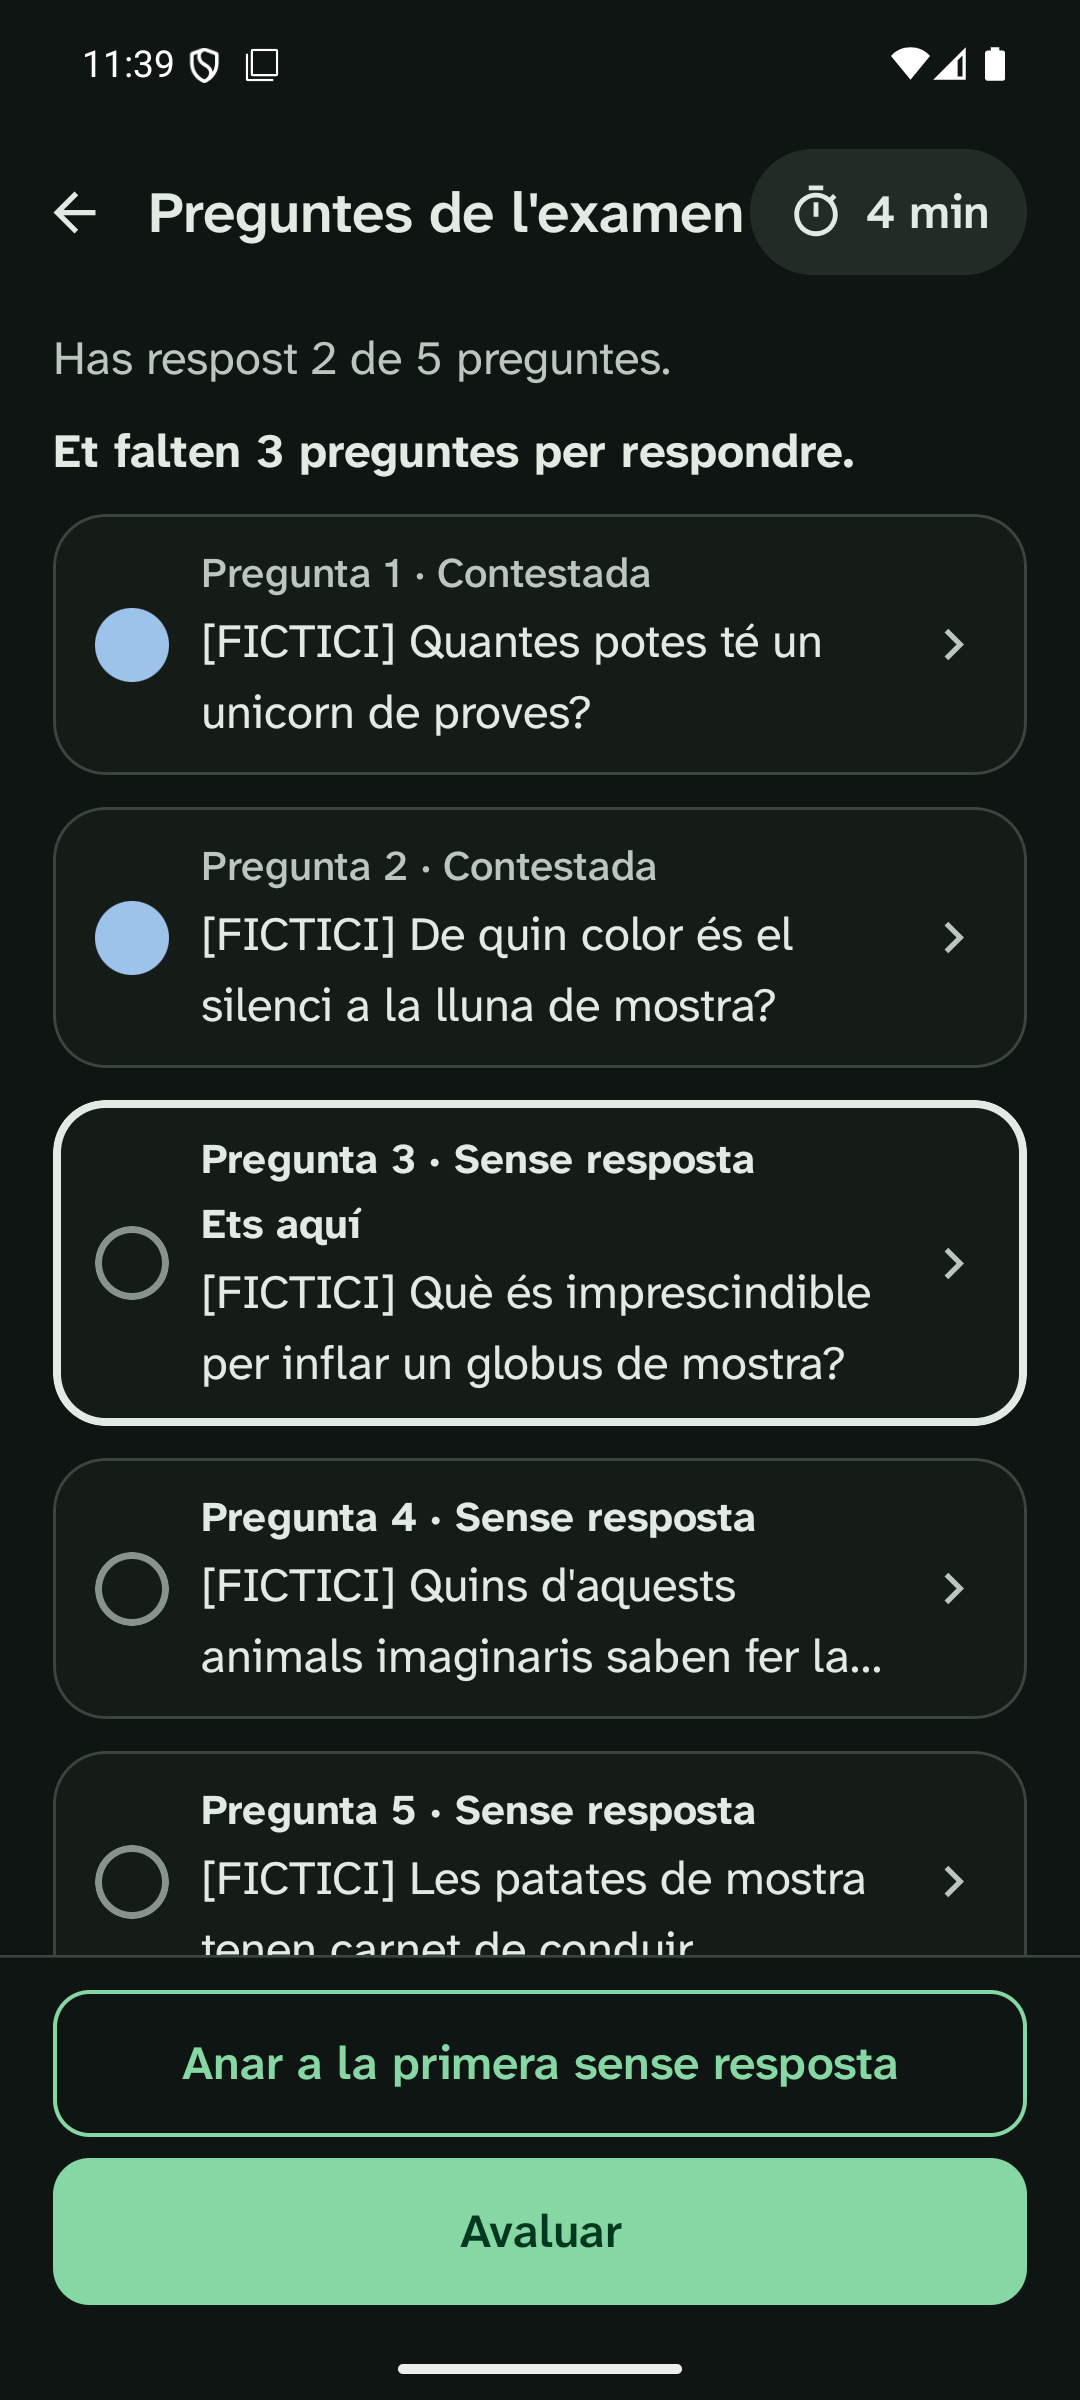 11:39
Preguntes de l'examen
4 min
Has respost 2 de 5 preguntes.
Et falten 3 preguntes per respondre.
Pregunta 1 · Contestada
[FICTICI] Quantes potes té un
unicorn de proves?
Pregunta 2 · Contestada
[FICTICI] De quin color és el
silenci a la lluna de mostra?
Pregunta 3 · Sense resposta
Ets aquí
[FICTICI] Què és imprescindible
per inflar un globus de mostra?
Pregunta 4 · Sense resposta
[FICTICI] Quins d'aquests
animals imaginaris saben fer la...
Pregunta 5 · Sense resposta
[FICTICI] Les patates de mostra
tenen carnet de conduir
Anar a la primera sense resposta
Avaluar